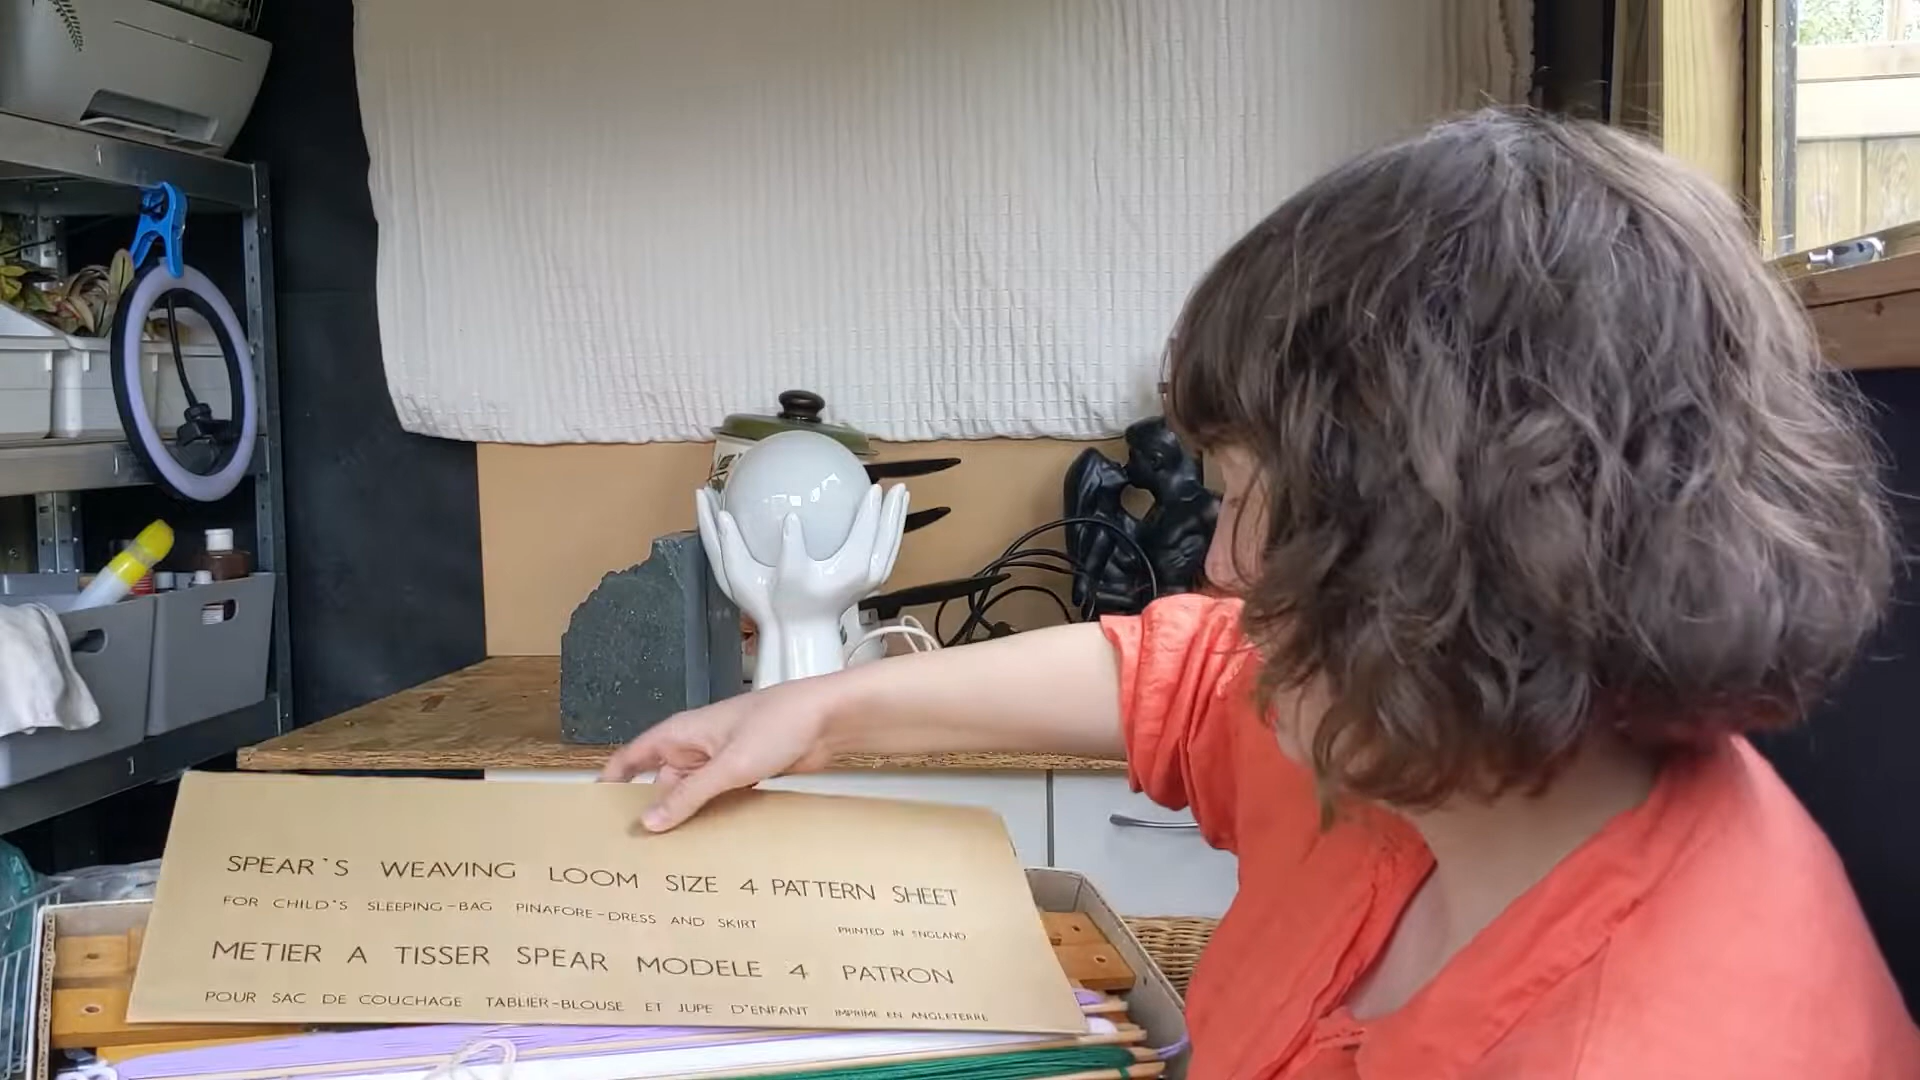 SPEAR'S WEAVING LOOM SIZE 4 PATTERN SHEET
FOR CHILD'S SLEEPING-BAG PINAFORE-DRESS AND SKIRT PRINTED IN ENGLAND
METIER A TISSER SPEAR MODELE 4 PATRON
POUR SAC DE COUCHAGE TABLIER-BLOUSE ET JUPE D'ENFANT IMPRIME EN ANGLETERRE